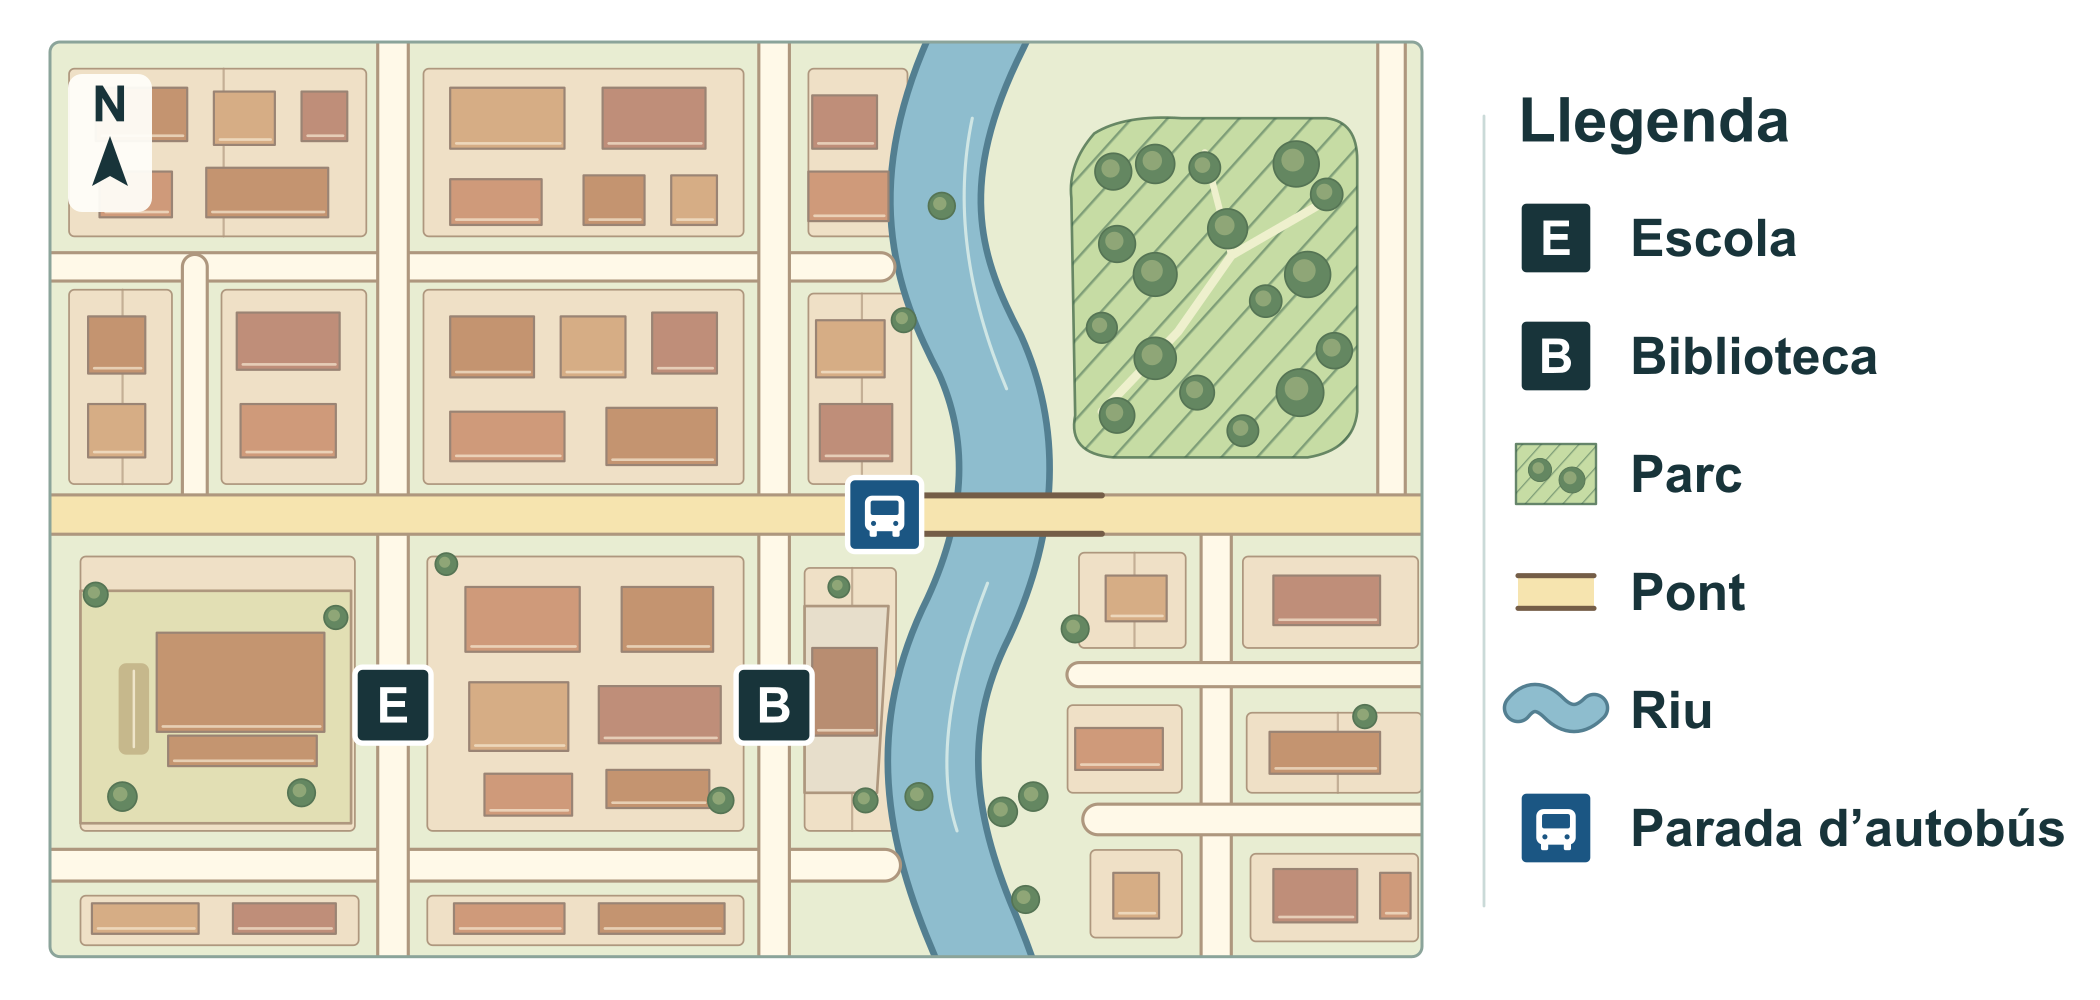 N
E
B
Llegenda
E Escola
B Biblioteca
Parc
Pont
Riu
Parada d’autobús